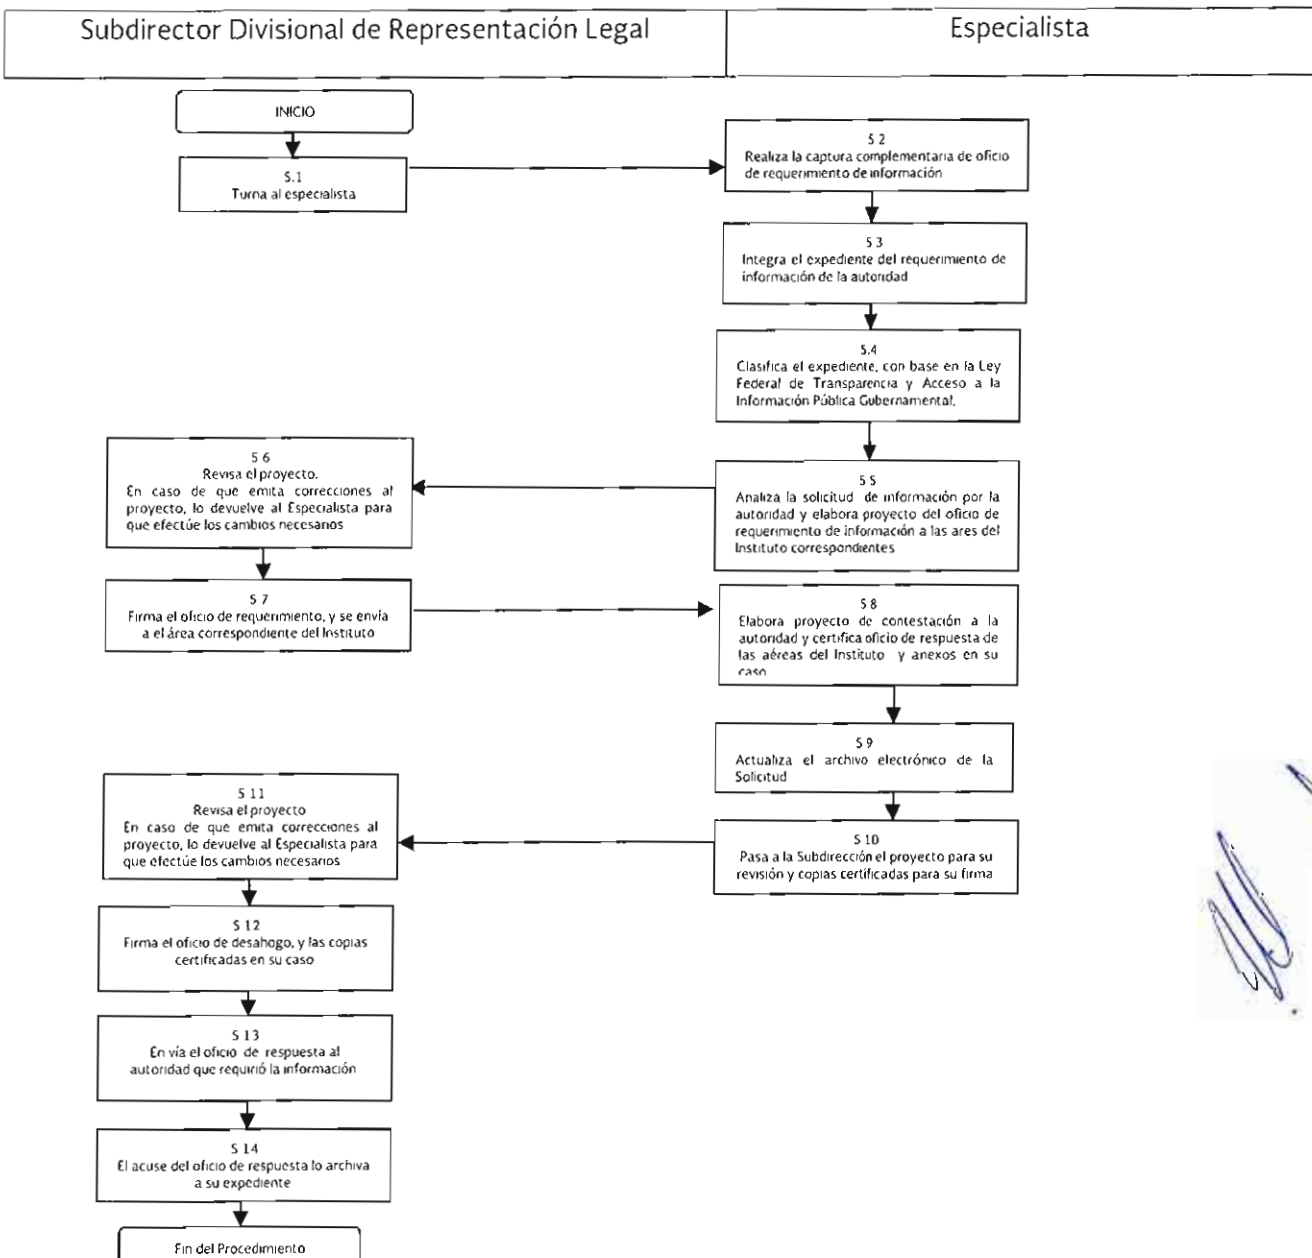 Subdirector Divisional de Representación Legal
Especialista
INICIO
5.1
Turna al especialista
5 2
Realiza la captura complementaria de oficio
de requerimiento de información
5 3
Integra el expediente del requerimiento de
información de la autoridad
5.4
Clasifica el expediente, con base en la Ley
Federal de Transparencia y Acceso a la
Información Pública Gubernamental.
5 5
Analiza la solicitud de información por la
autoridad y elabora proyecto del oficio de
requerimiento de información a las ares del
Instituto correspondientes
5 6
Revisa el proyecto.
En caso de que emita correcciones al
proyecto, lo devuelve al Especialista para
que efectúe los cambios necesarios
5 7
Firma el oficio de requerimiento, y se envía
a el área correspondiente del Instituto
5 8
Elabora proyecto de contestación a la
autoridad y certifica oficio de respuesta de
las aéreas del Instituto y anexos en su
caso
5 9
Actualiza el archivo electrónico de la
Solicitud
5 10
Pasa a la Subdirección el proyecto para su
revisión y copias certificadas para su firma
5 11
Revisa el proyecto
En caso de que emita correcciones al
proyecto, lo devuelve al Especialista para
que efectúe los cambios necesarios
5 12
Firma el oficio de desahogo, y las copias
certificadas en su caso
5 13
En vía el oficio de respuesta al
autoridad que requirió la información
5 14
El acuse del oficio de respuesta lo archiva
a su expediente
Fin del Procedimiento